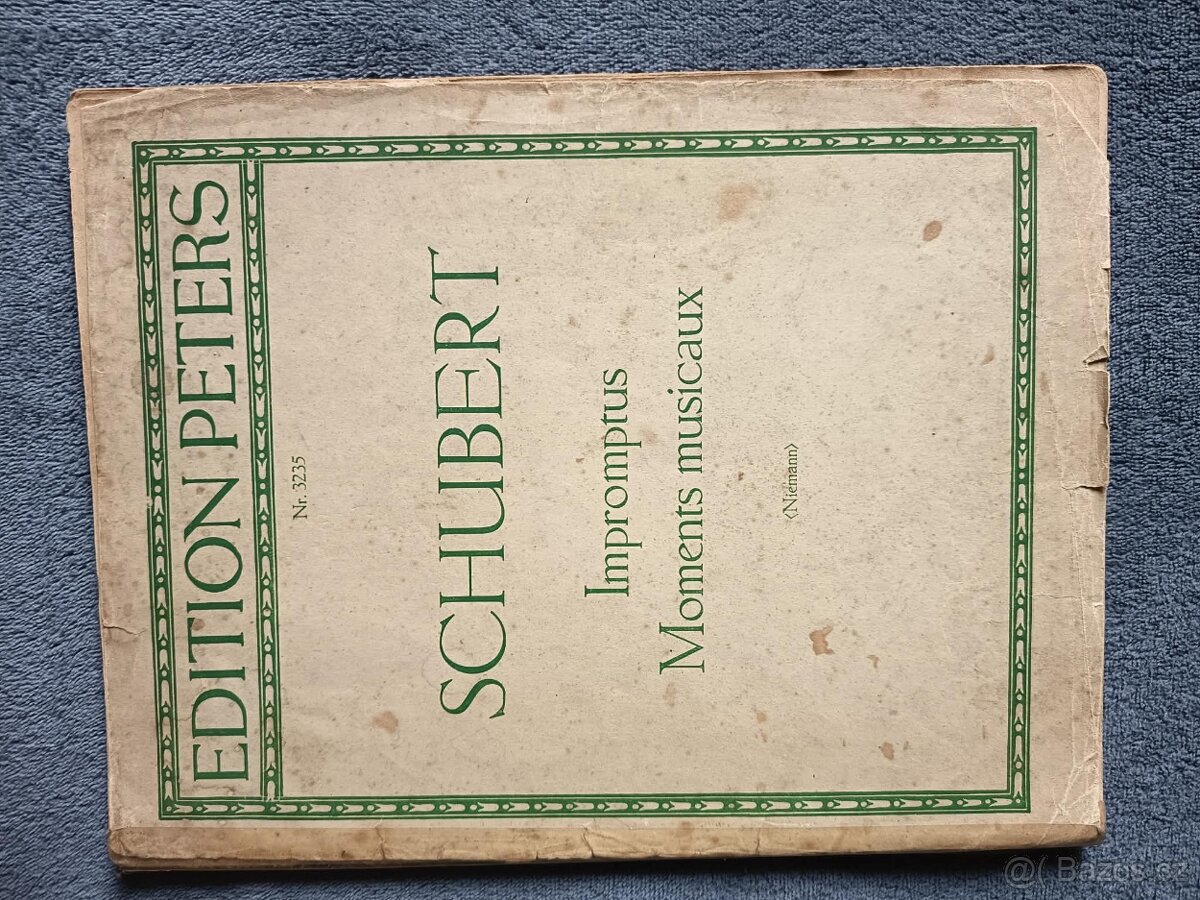 EDITION PETERS
Nr. 3235
SCHUBERT
Impromptus
Moments musicaux
‹Niemann›
@( Bazos.cz